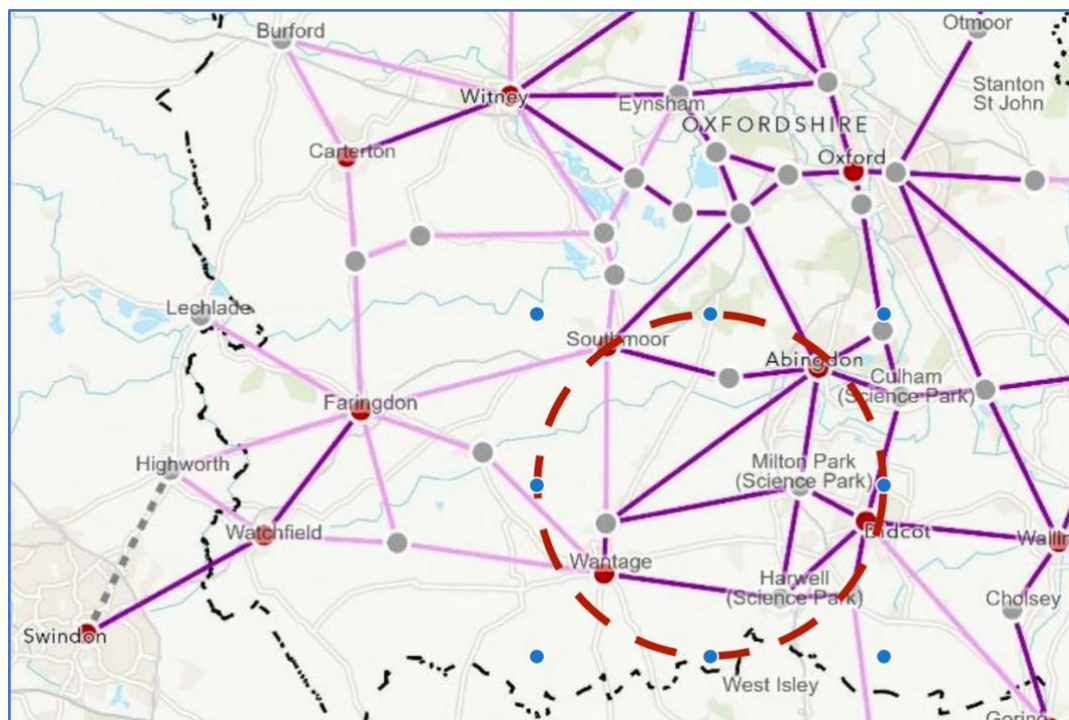 Burford
Otmoor
Witney
Eynsham
Stanton
St John
OXFORDSHIRE
Carterton
Oxford
Lechlade
Southmoor
Abingdon
Culham
(Science Park)
Faringdon
Highworth
Milton Park
(Science Park)
Watchfield
Didcot
Wallin
Wantage
Harwell
(Science Park)
Cholsey
Swindon
West Isley
Goring